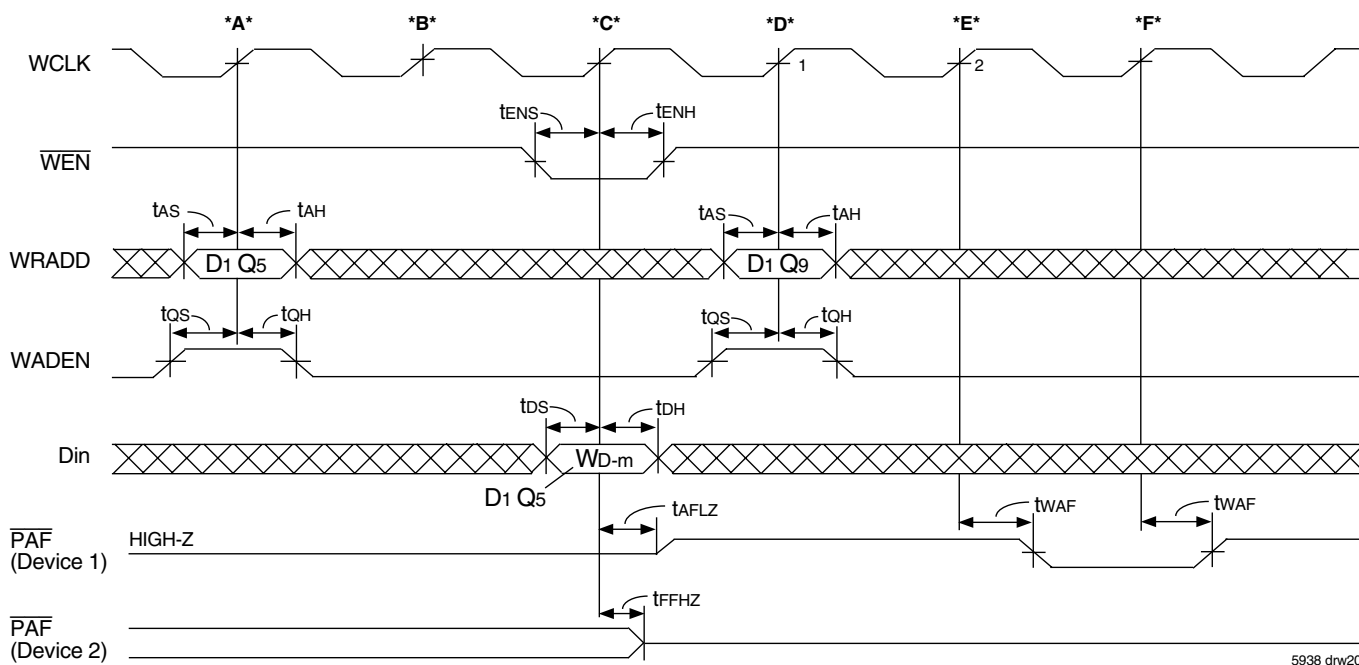 *A* *B* *C* *D* *E* *F*
WCLK 1 2
tENS tENH
WEN
tAS tAH tAS tAH
WRADD D1 Q5 D1 Q9
tQS tQH tQS tQH
WADEN
tDS tDH
Din WD-m
D1 Q5
tAFLZ tWAF tWAF
PAF HIGH-Z
(Device 1)
tFFHZ
PAF
(Device 2)
5938 drw20